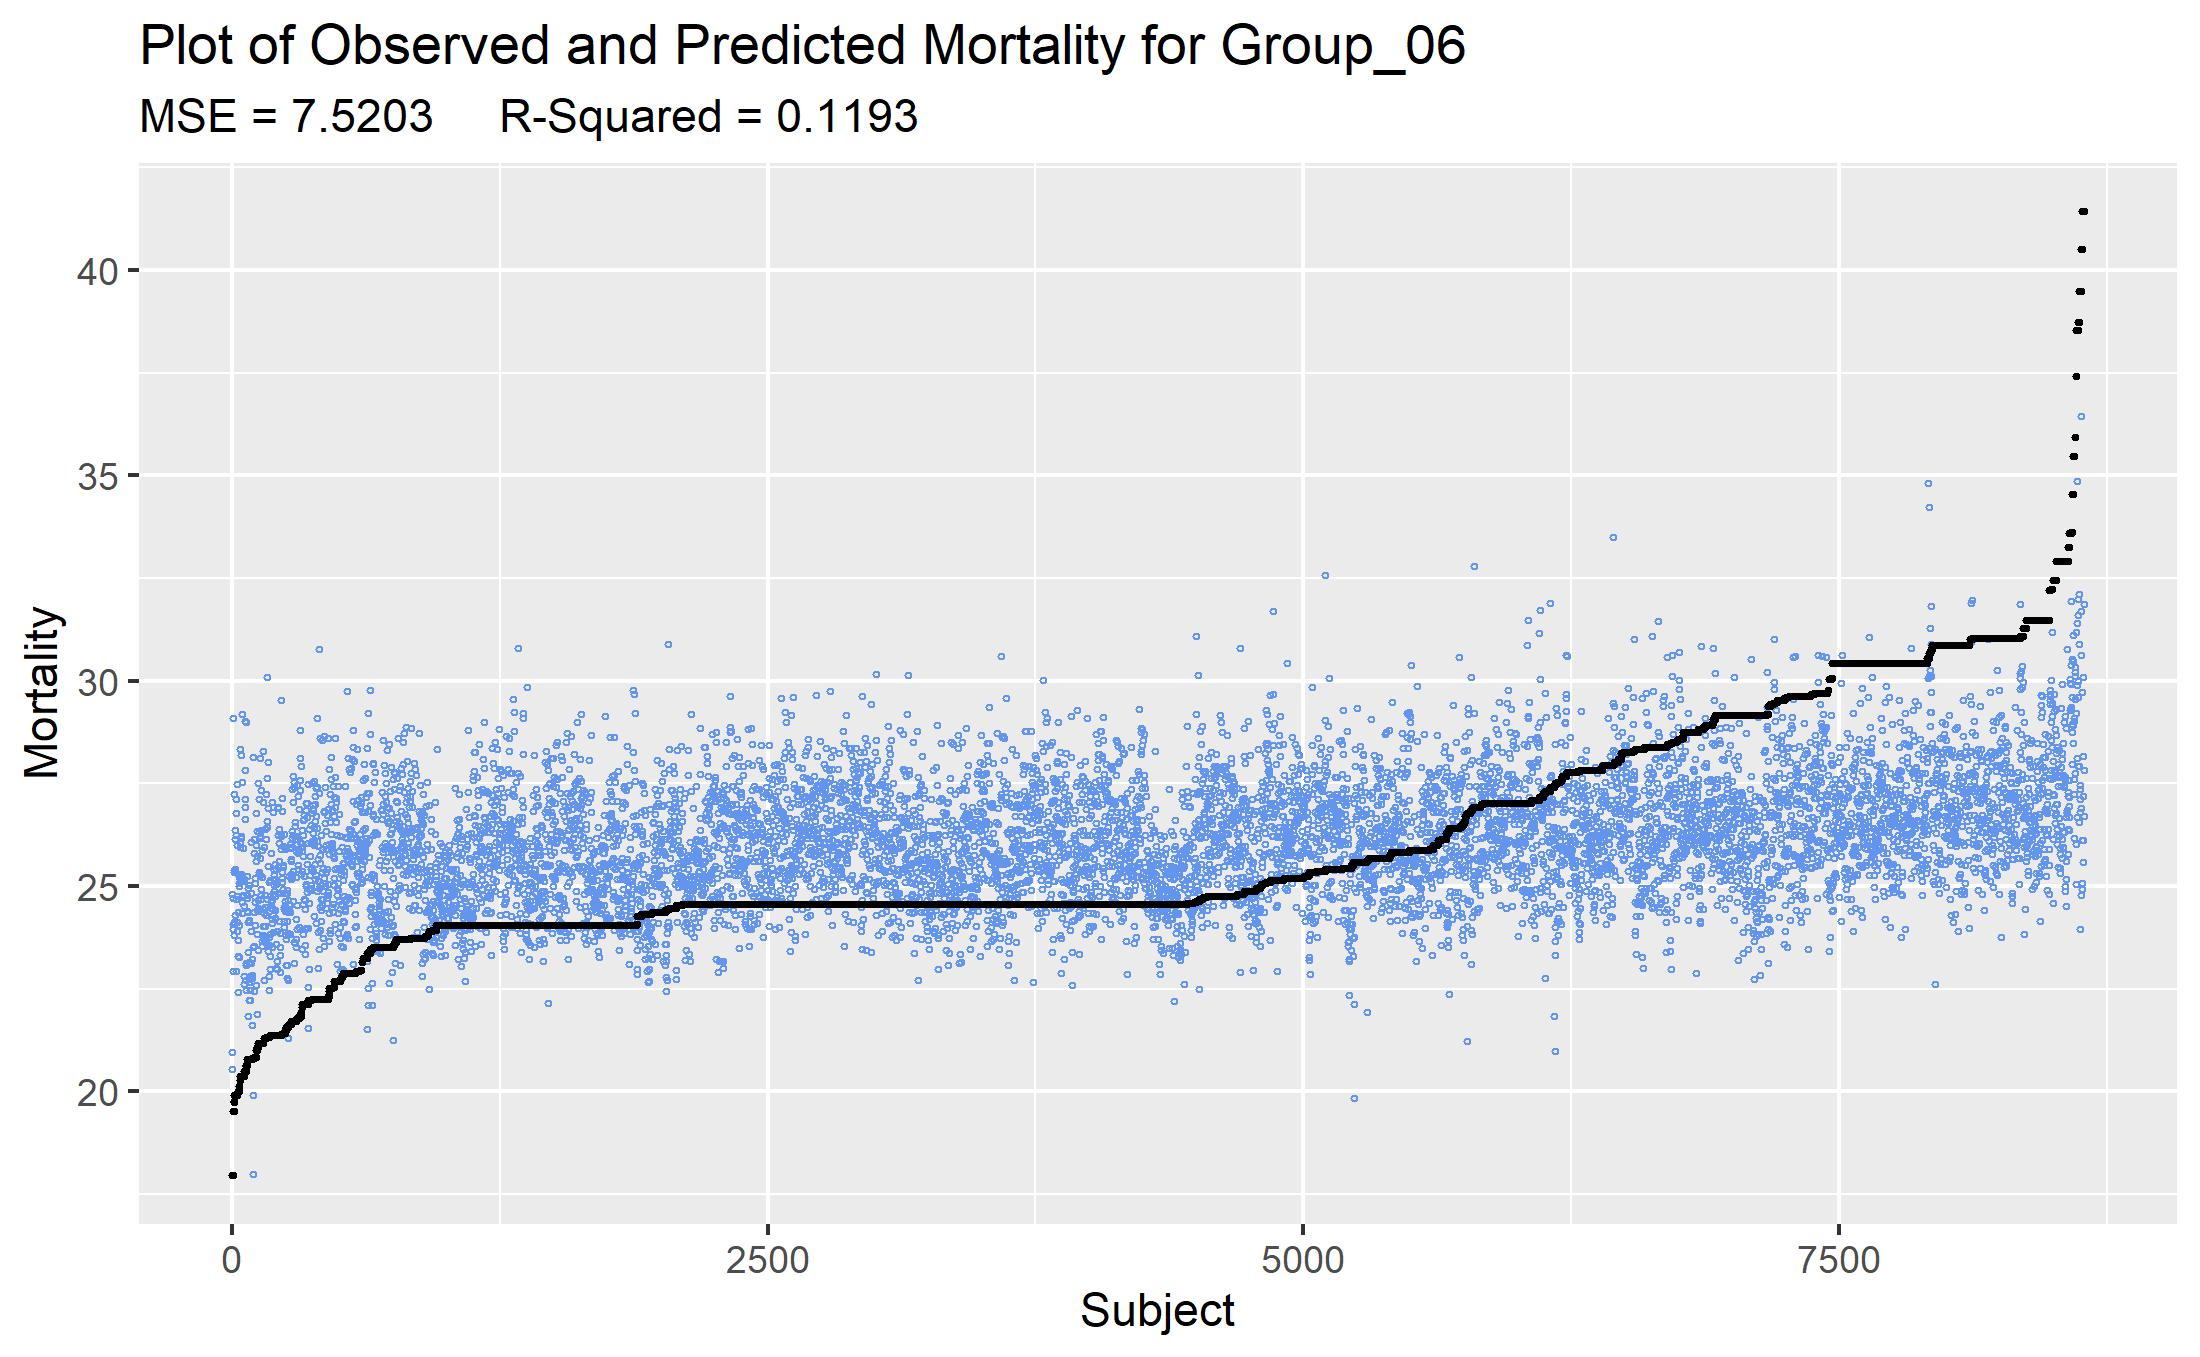 Plot of Observed and Predicted Mortality for Group_06
MSE = 7.5203 R-Squared = 0.1193
40
35
30
25
20
Mortality
0 2500 5000 7500
Subject